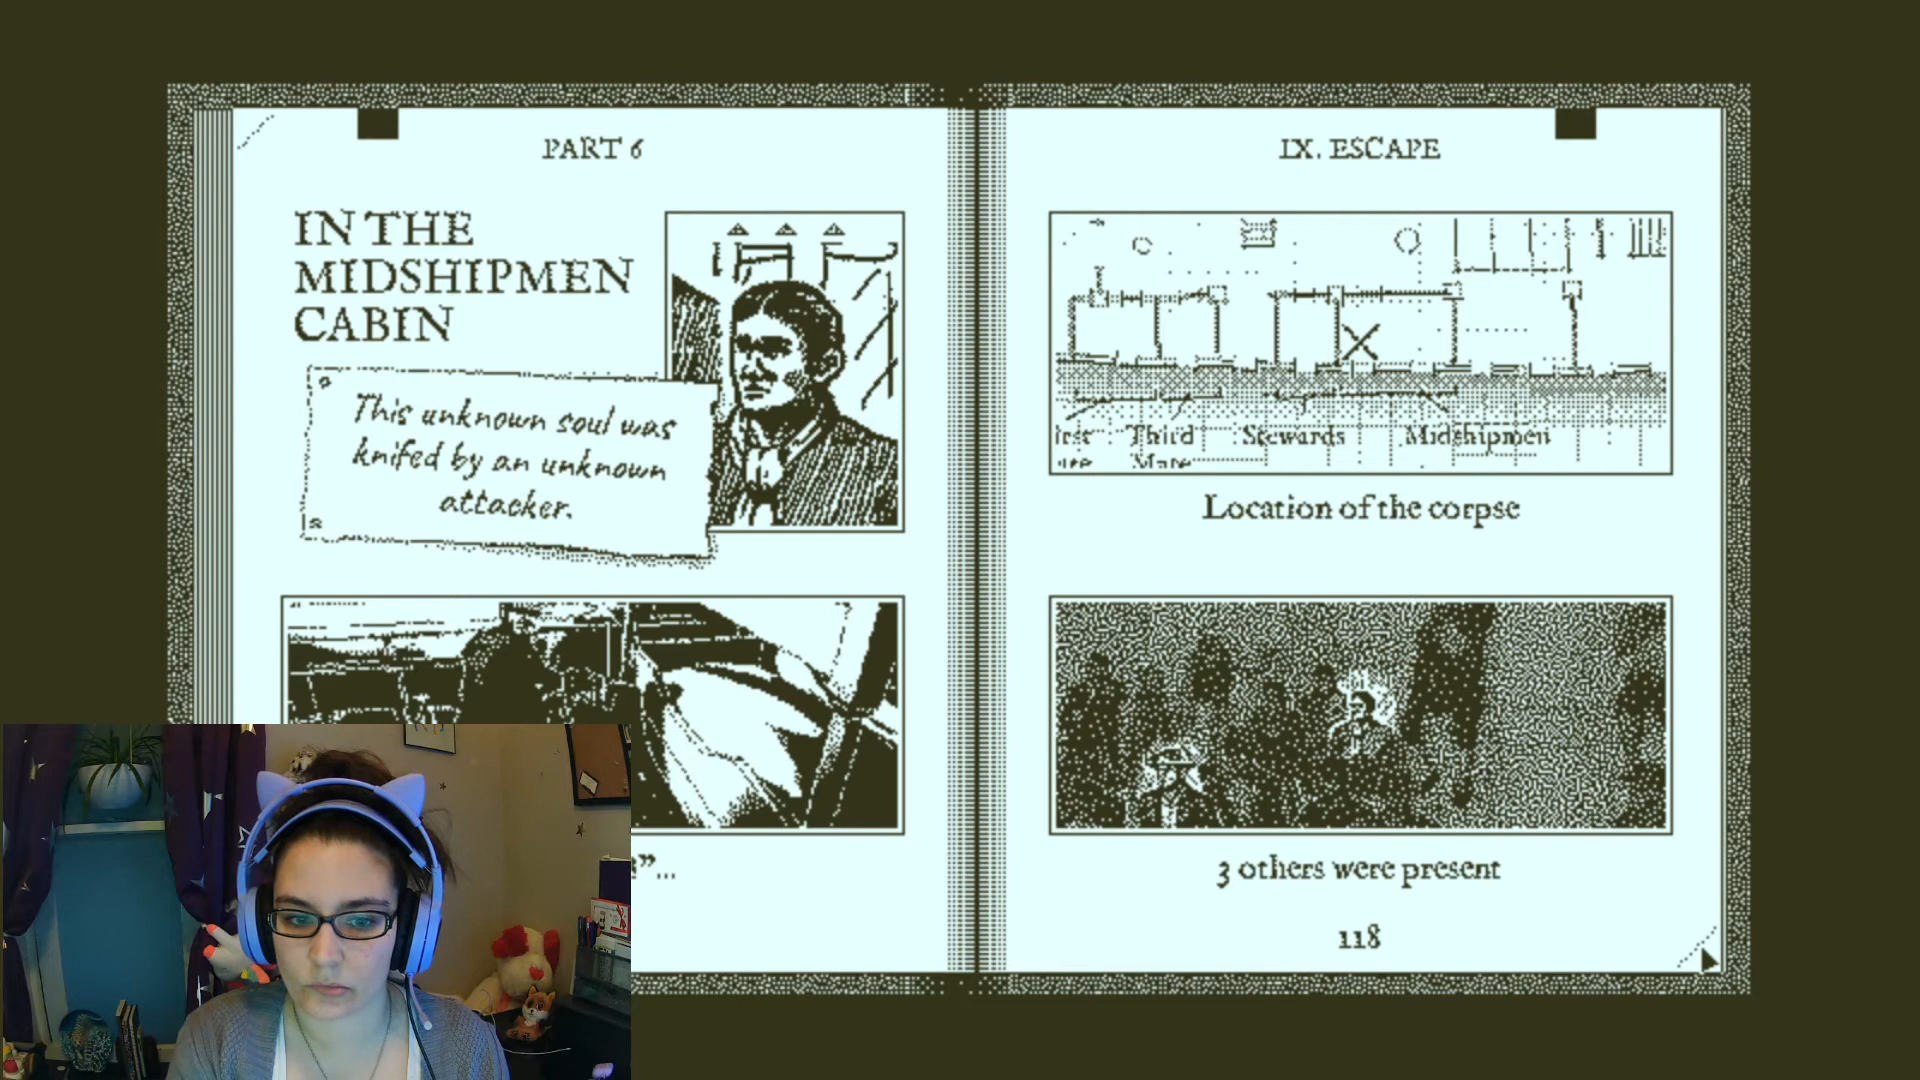 PART 6
IN THE
MIDSHIPMEN
CABIN
This unknown soul was
knifed by an unknown
attacker.
”...
IX. ESCAPE
Third
Mate
Stewards
Midshipmen
Location of the corpse
3 others were present
118